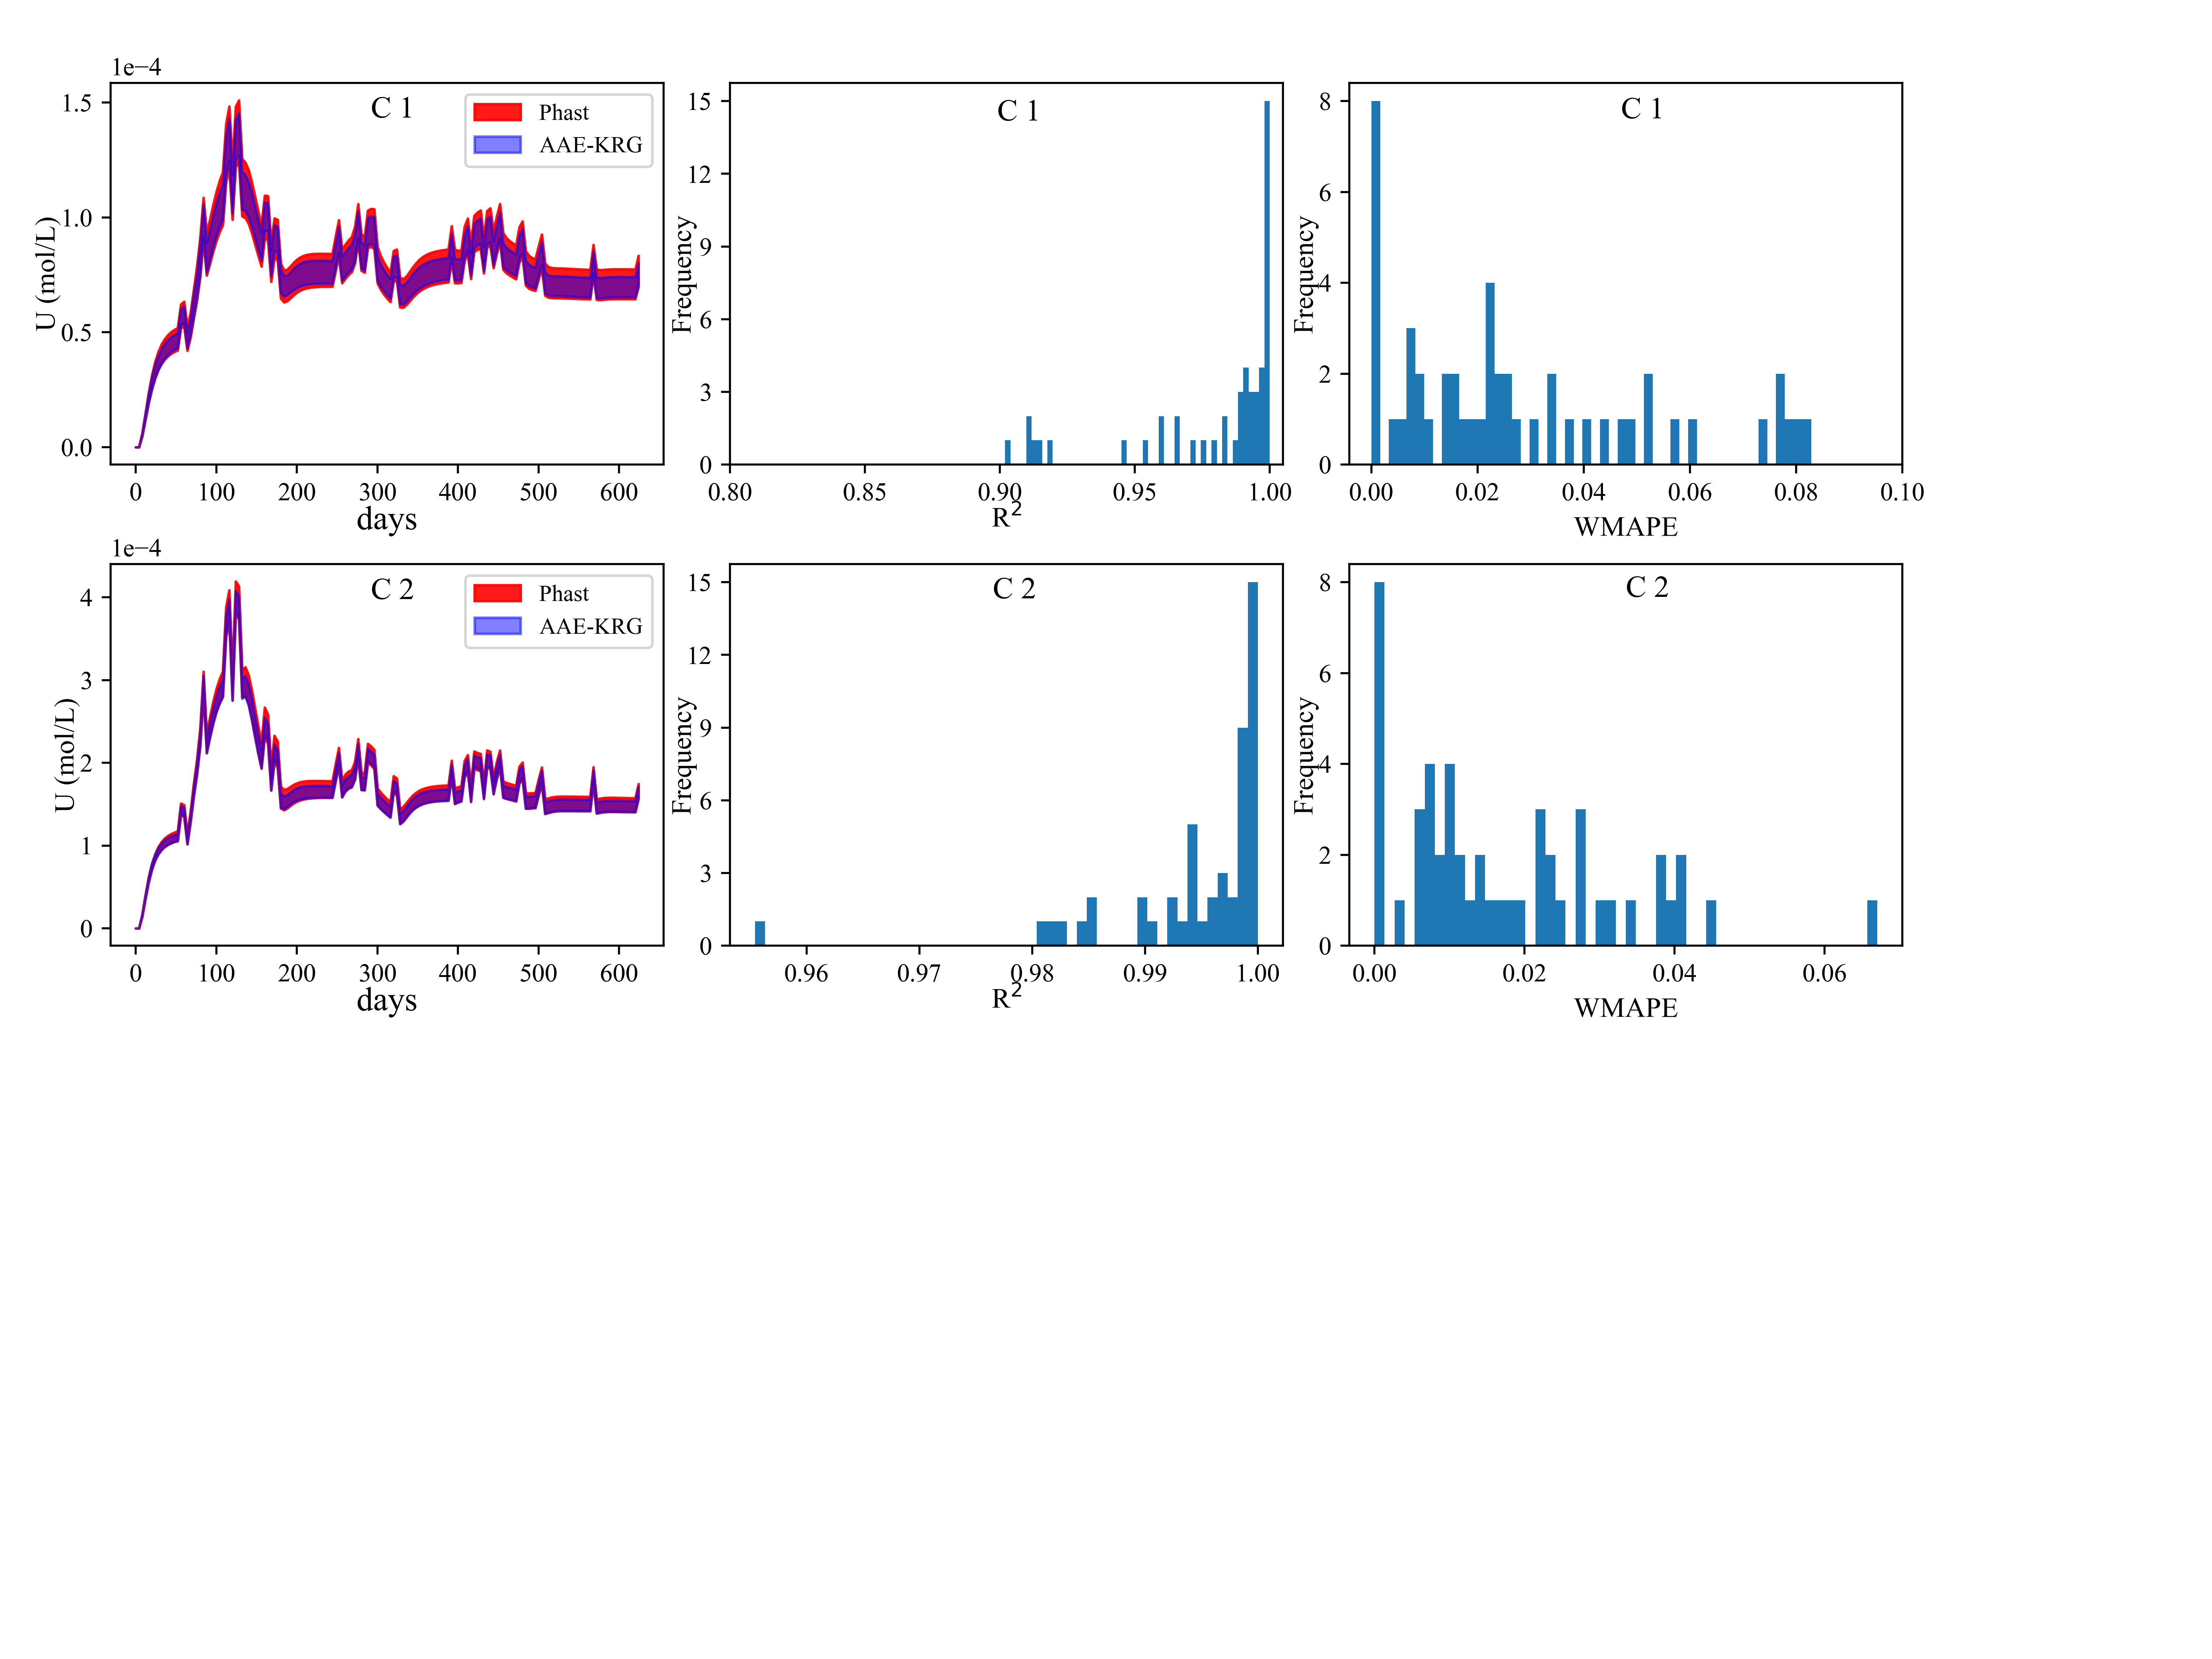 1e−4
C 1
Phast
AAE-KRG
1.5
1.0
0.5
0.0
U (mol/L)
0 100 200 300 400 500 600
days
C 1
15
12
9
6
3
0
Frequency
0.80 0.85 0.90 0.95 1.00
R²
C 1
8
6
4
2
0
Frequency
0.00 0.02 0.04 0.06 0.08 0.10
WMAPE
1e−4
C 2
Phast
AAE-KRG
4
3
2
1
0
U (mol/L)
0 100 200 300 400 500 600
days
C 2
15
12
9
6
3
0
Frequency
0.96 0.97 0.98 0.99 1.00
R²
C 2
8
6
4
2
0
Frequency
0.00 0.02 0.04 0.06
WMAPE